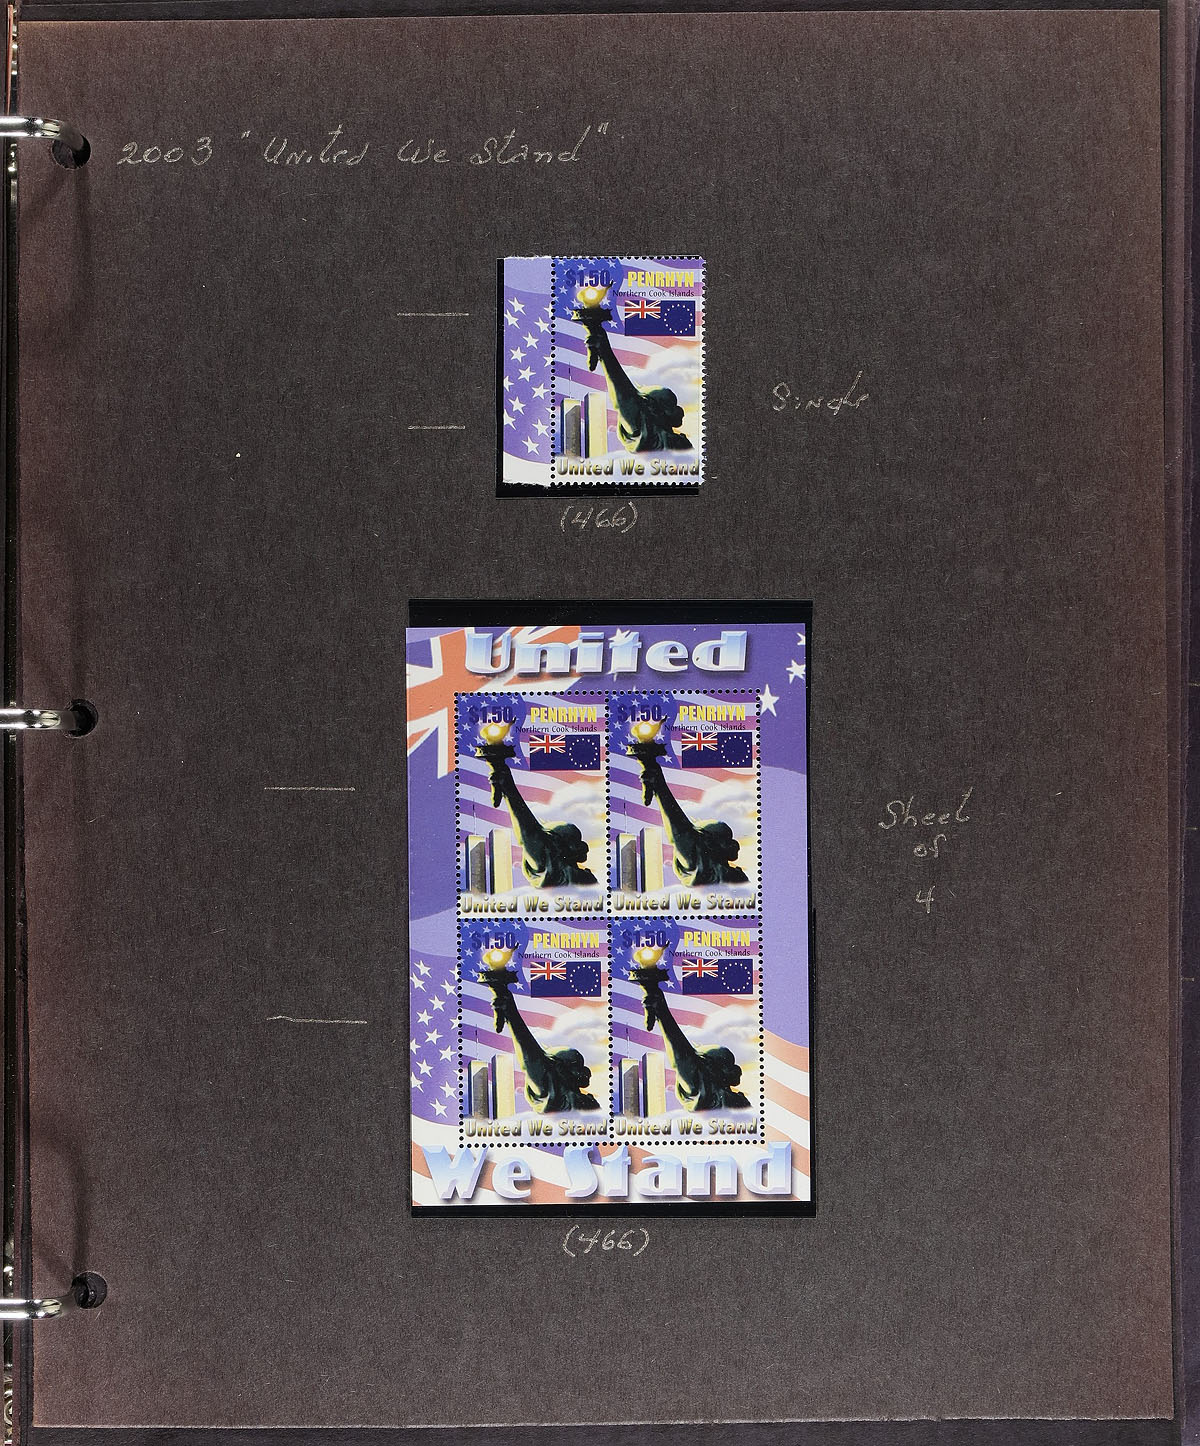 2003 "United We Stand"
$1.50 PENRHYN
Northern Cook Islands
United We Stand
Single
(466)
United
$1.50 PENRHYN
Northern Cook Islands
United We Stand
$1.50 PENRHYN
Northern Cook Islands
United We Stand
Sheet
of
4
$1.50 PENRHYN
Northern Cook Islands
United We Stand
$1.50 PENRHYN
Northern Cook Islands
United We Stand
We Stand
(466)